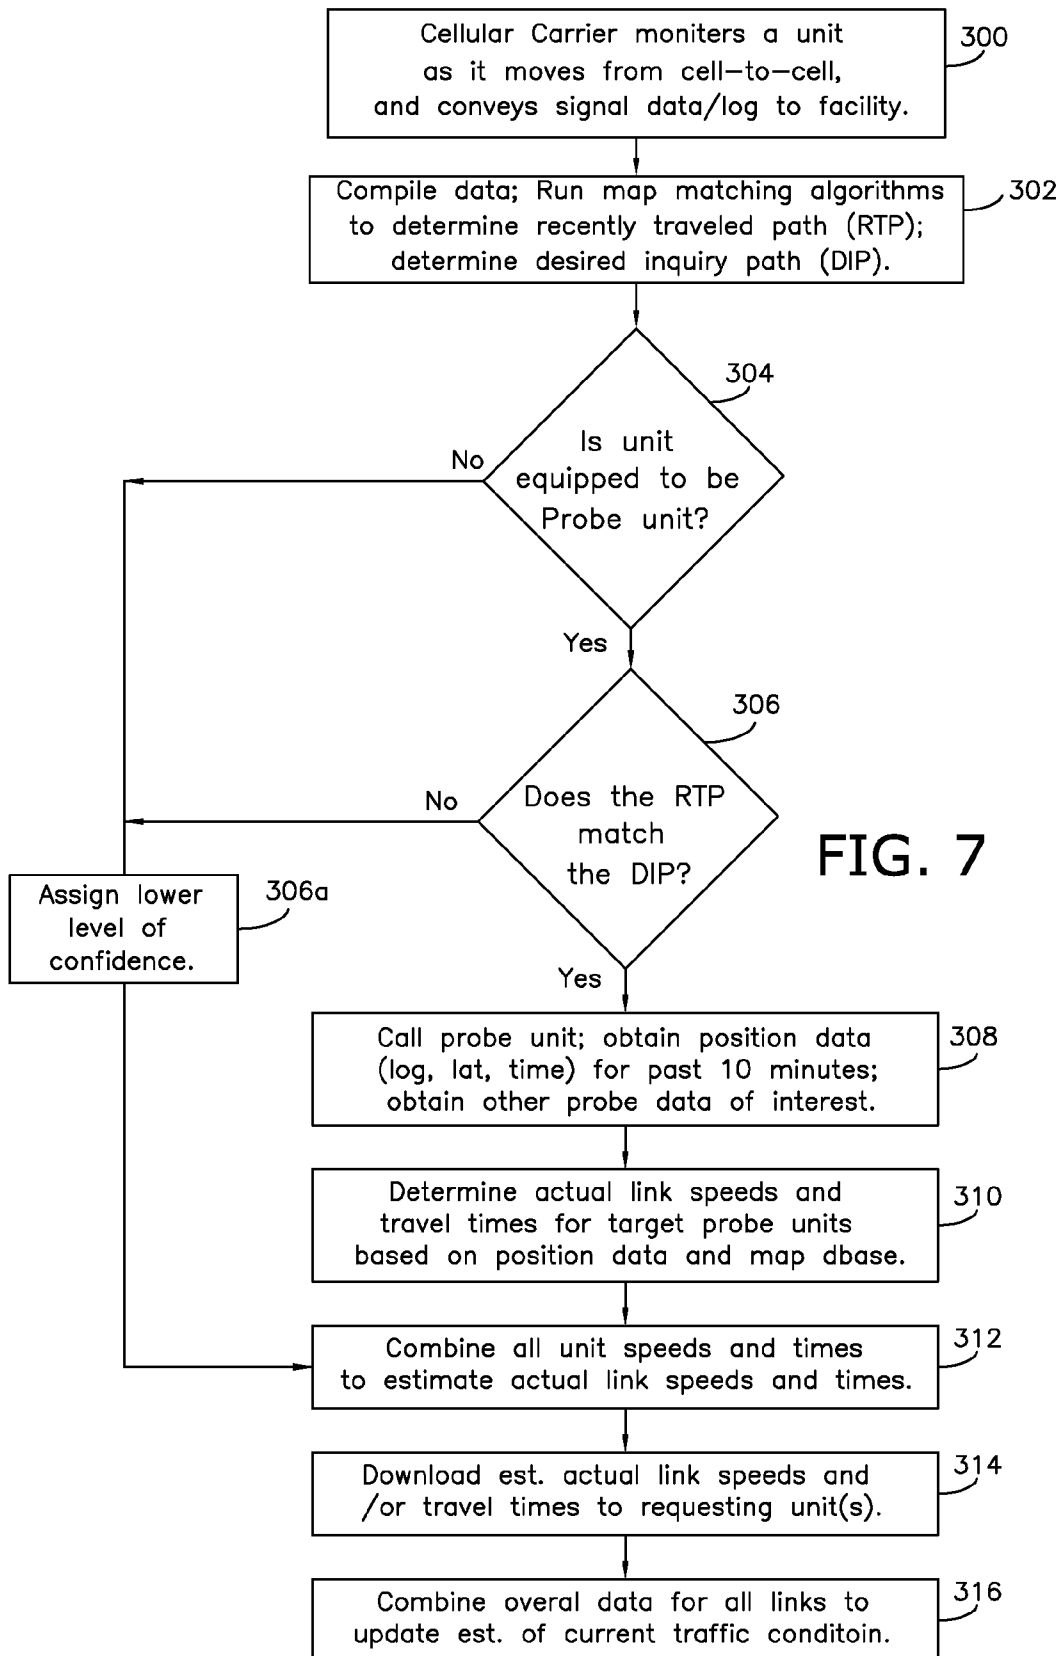 Cellular Carrier moniters a unit
as it moves from cell-to-cell,
and conveys signal data/log to facility.
300
Compile data; Run map matching algorithms
to determine recently traveled path (RTP);
determine desired inquiry path (DIP).
302
304
Is unit
equipped to be
Probe unit?
No
Yes
306
Does the RTP
match
the DIP?
No
FIG. 7
Assign lower
level of
confidence.
306a
Yes
Call probe unit; obtain position data
(log, lat, time) for past 10 minutes;
obtain other probe data of interest.
308
Determine actual link speeds and
travel times for target probe units
based on position data and map dbase.
310
Combine all unit speeds and times
to estimate actual link speeds and times.
312
Download est. actual link speeds and
/or travel times to requesting unit(s).
314
Combine overal data for all links to
update est. of current traffic conditoin.
316